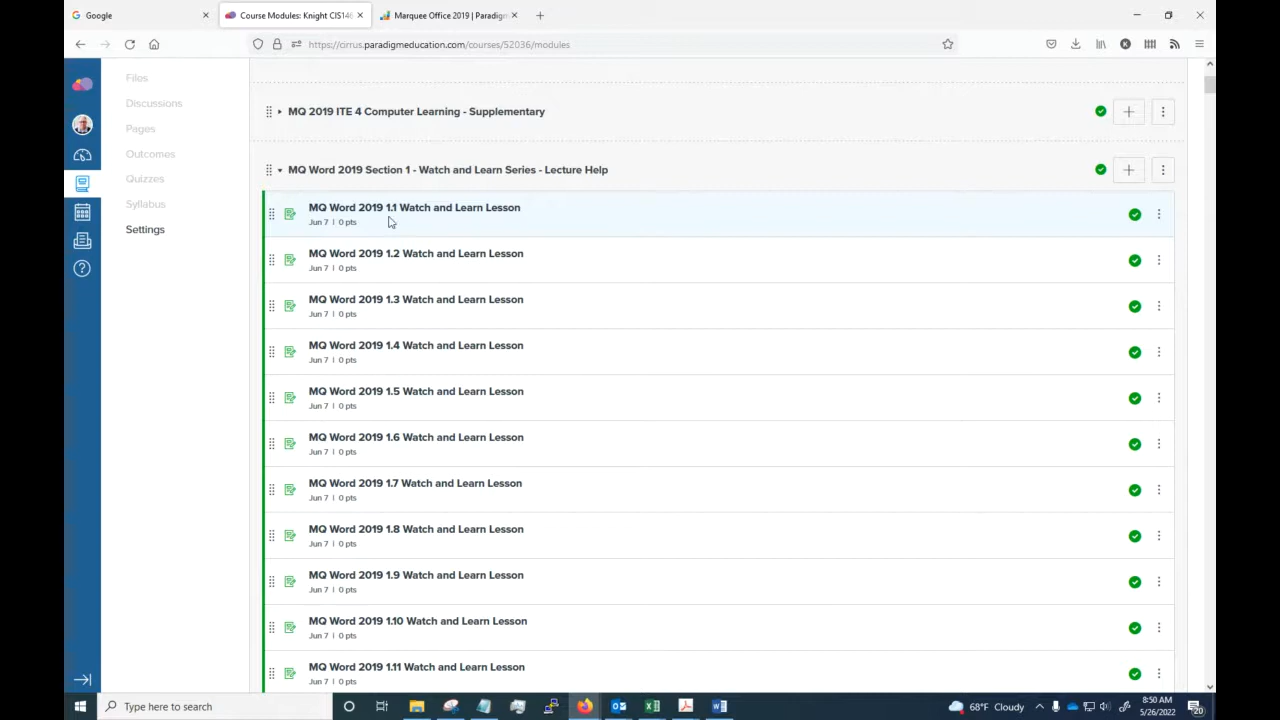 Google
Course Modules: Knight CIS146
Marquee Office 2019 | Paradigm
https://cirrus.paradigmeducation.com/courses/52036/modules
Files
Discussions
Pages
Outcomes
Quizzes
Syllabus
Settings
MQ 2019 ITE 4 Computer Learning - Supplementary
MQ Word 2019 Section 1 - Watch and Learn Series - Lecture Help
MQ Word 2019 1.1 Watch and Learn Lesson
Jun 7 | 0 pts
MQ Word 2019 1.2 Watch and Learn Lesson
Jun 7 | 0 pts
MQ Word 2019 1.3 Watch and Learn Lesson
Jun 7 | 0 pts
MQ Word 2019 1.4 Watch and Learn Lesson
Jun 7 | 0 pts
MQ Word 2019 1.5 Watch and Learn Lesson
Jun 7 | 0 pts
MQ Word 2019 1.6 Watch and Learn Lesson
Jun 7 | 0 pts
MQ Word 2019 1.7 Watch and Learn Lesson
Jun 7 | 0 pts
MQ Word 2019 1.8 Watch and Learn Lesson
Jun 7 | 0 pts
MQ Word 2019 1.9 Watch and Learn Lesson
Jun 7 | 0 pts
MQ Word 2019 1.10 Watch and Learn Lesson
Jun 7 | 0 pts
MQ Word 2019 1.11 Watch and Learn Lesson
Jun 7 | 0 pts
Type here to search
68°F Cloudy
8:50 AM
5/26/2022
20